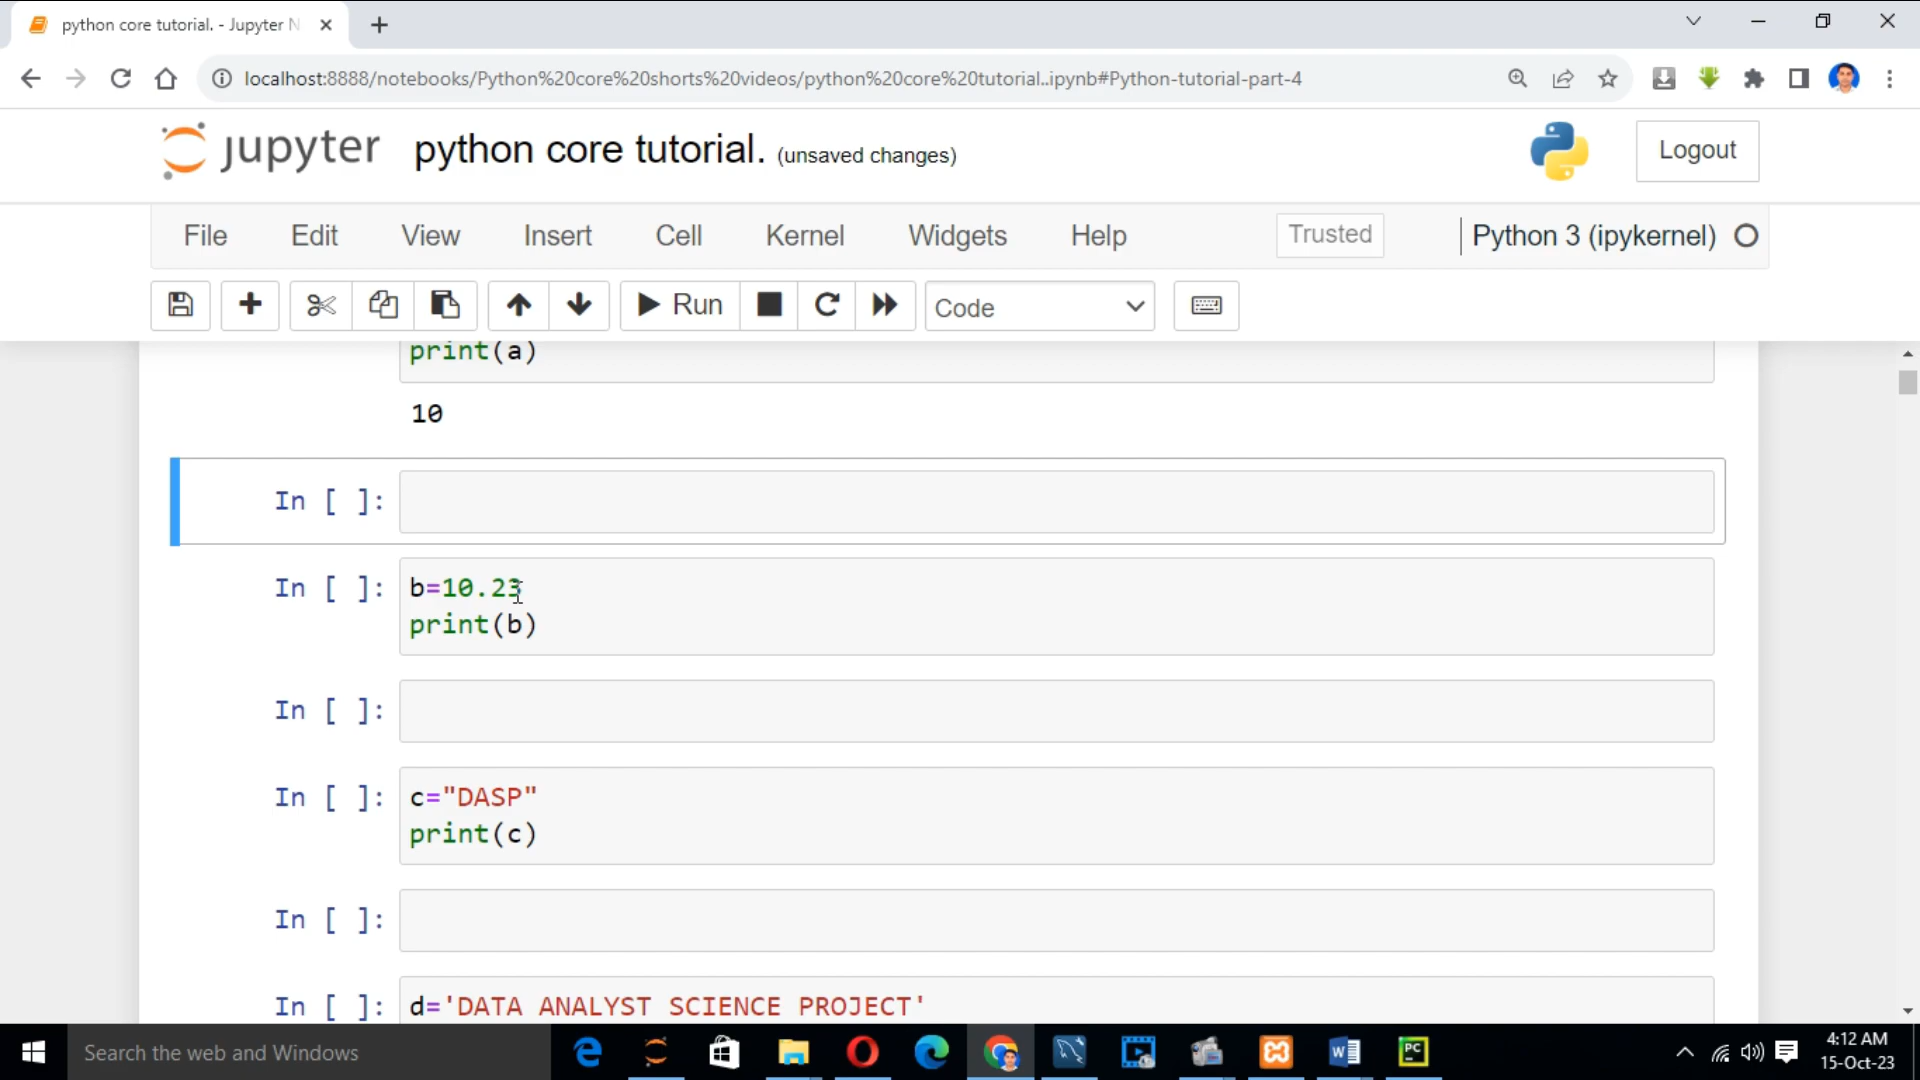 python core tutorial. - Jupyter N
localhost:8888/notebooks/Python%20core%20shorts%20videos/python%20core%20tutorial..ipynb#Python-tutorial-part-4
jupyter python core tutorial. (unsaved changes)
Logout
File Edit View Insert Cell Kernel Widgets Help Trusted Python 3 (ipykernel)
Run Code
print(a)
10
In [ ]:
In [ ]: b=10.23
print(b)
In [ ]:
In [ ]: c="DASP"
print(c)
In [ ]:
In [ ]: d='DATA ANALYST SCIENCE PROJECT'
Search the web and Windows
PC
4:12 AM
15-Oct-23